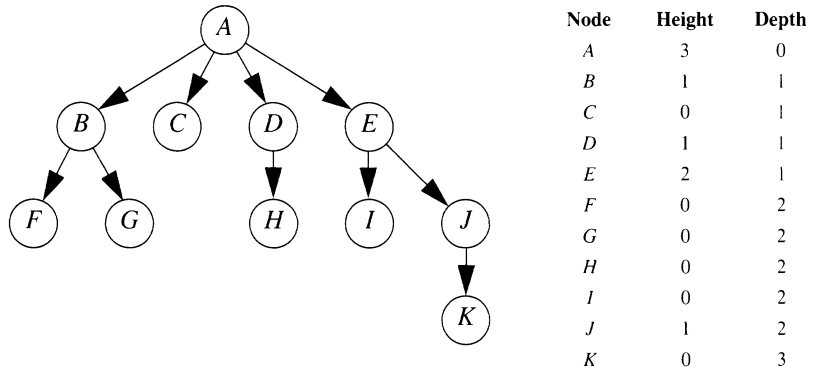 A
B C D E
F G H I J
K
Node Height Depth
A 3 0
B 1 1
C 0 1
D 1 1
E 2 1
F 0 2
G 0 2
H 0 2
I 0 2
J 1 2
K 0 3